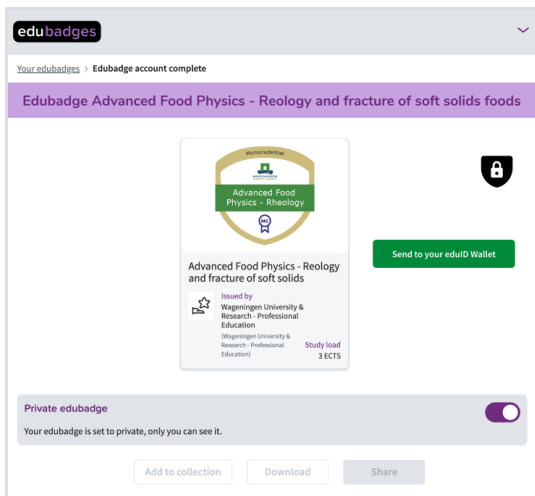 edubadges
Your edubadges > Edubadge account complete
Edubadge Advanced Food Physics - Reology and fracture of soft solids foods
Microcredential
WAGENINGEN
Advanced Food
Physics - Rheology
MC
Send to your eduID Wallet
Advanced Food Physics - Reology
and fracture of soft solids
Issued by
Wageningen University &
Research - Professional
Education
(Wageningen University &
Research - Professional
Education)
Study load
3 ECTS
Private edubadge
Your edubadge is set to private, only you can see it.
Add to collection
Download
Share